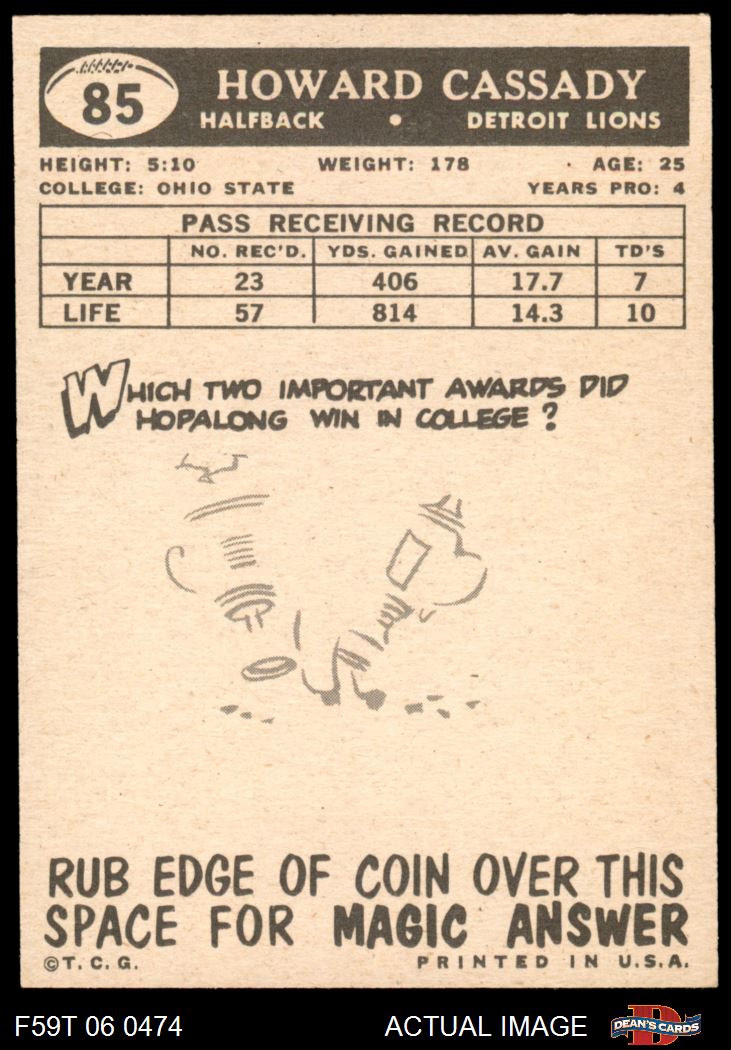 85
HOWARD CASSADY
HALFBACK • DETROIT LIONS
HEIGHT: 5:10 WEIGHT: 178 AGE: 25
COLLEGE: OHIO STATE YEARS PRO: 4
PASS RECEIVING RECORD
NO. REC'D. YDS. GAINED AV. GAIN TD'S
YEAR 23 406 17.7 7
LIFE 57 814 14.3 10
WHICH TWO IMPORTANT AWARDS DID
HOPALONG WIN IN COLLEGE?
RUB EDGE OF COIN OVER THIS
SPACE FOR MAGIC ANSWER
©T.C.G. PRINTED IN U.S.A.
F59T 06 0474 ACTUAL IMAGE DEAN'S CARDS